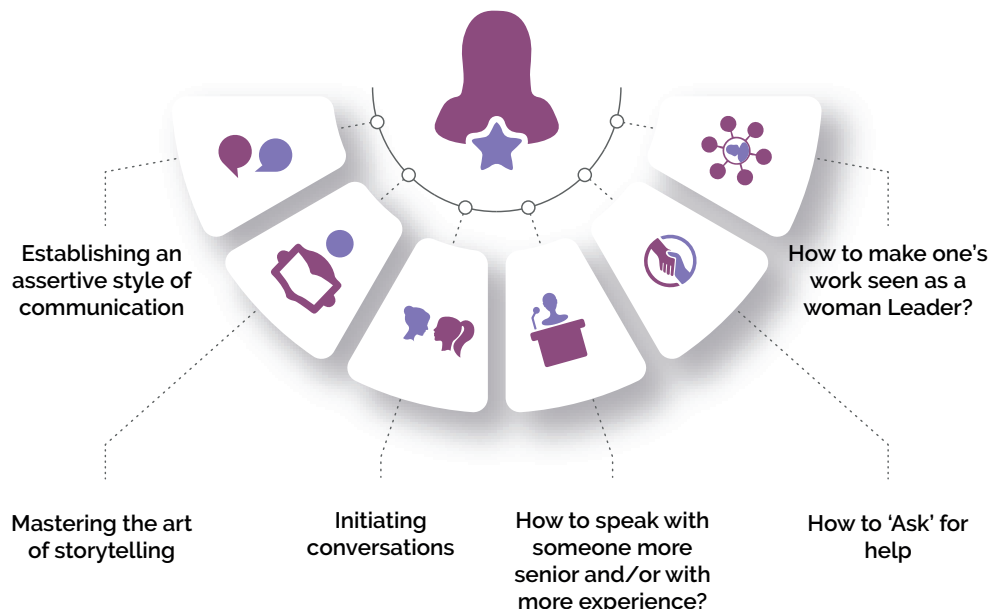 Establishing an
assertive style of
communication
How to make one’s
work seen as a
woman Leader?
Mastering the art
of storytelling
Initiating
conversations
How to speak with
someone more
senior and/or with
more experience?
How to ‘Ask’ for
help